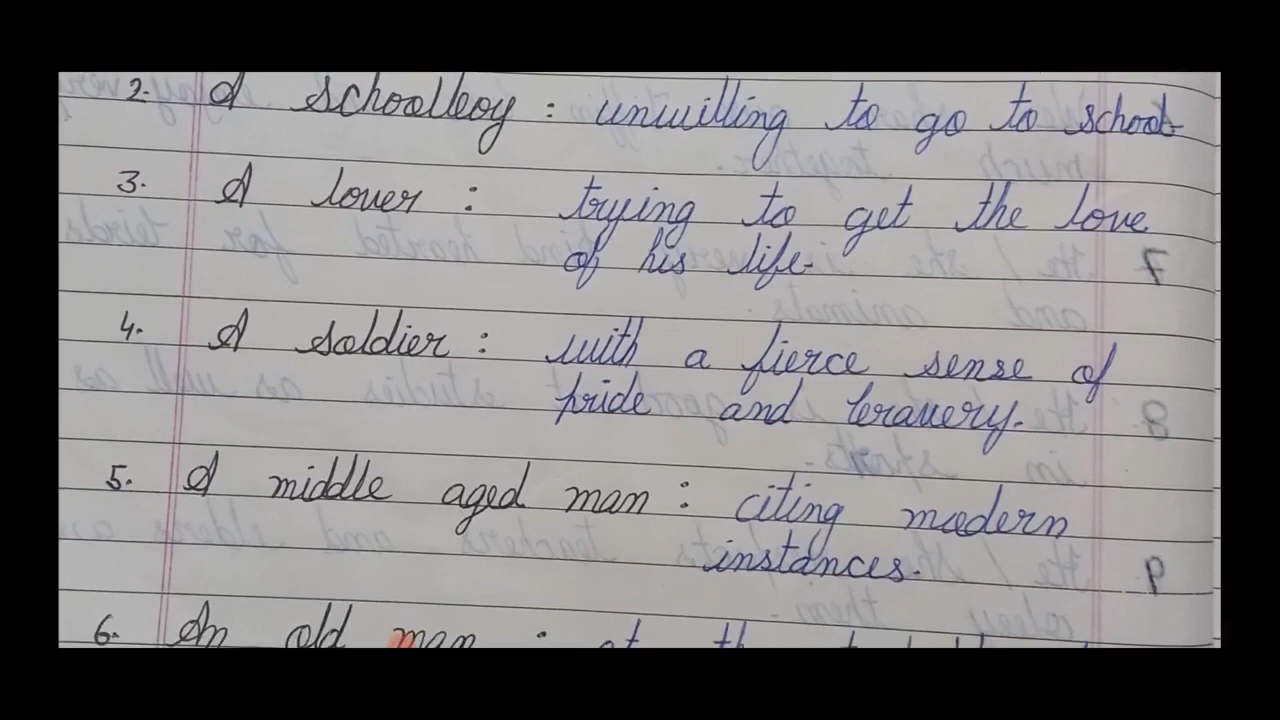 2. A schoolboy : unwilling to go to school
3. A lover : trying to get the love
of his life.
4. A soldier : with a fierce sense of
pride and bravery.
5. A middle aged man : citing modern
instances.
6. An old man :